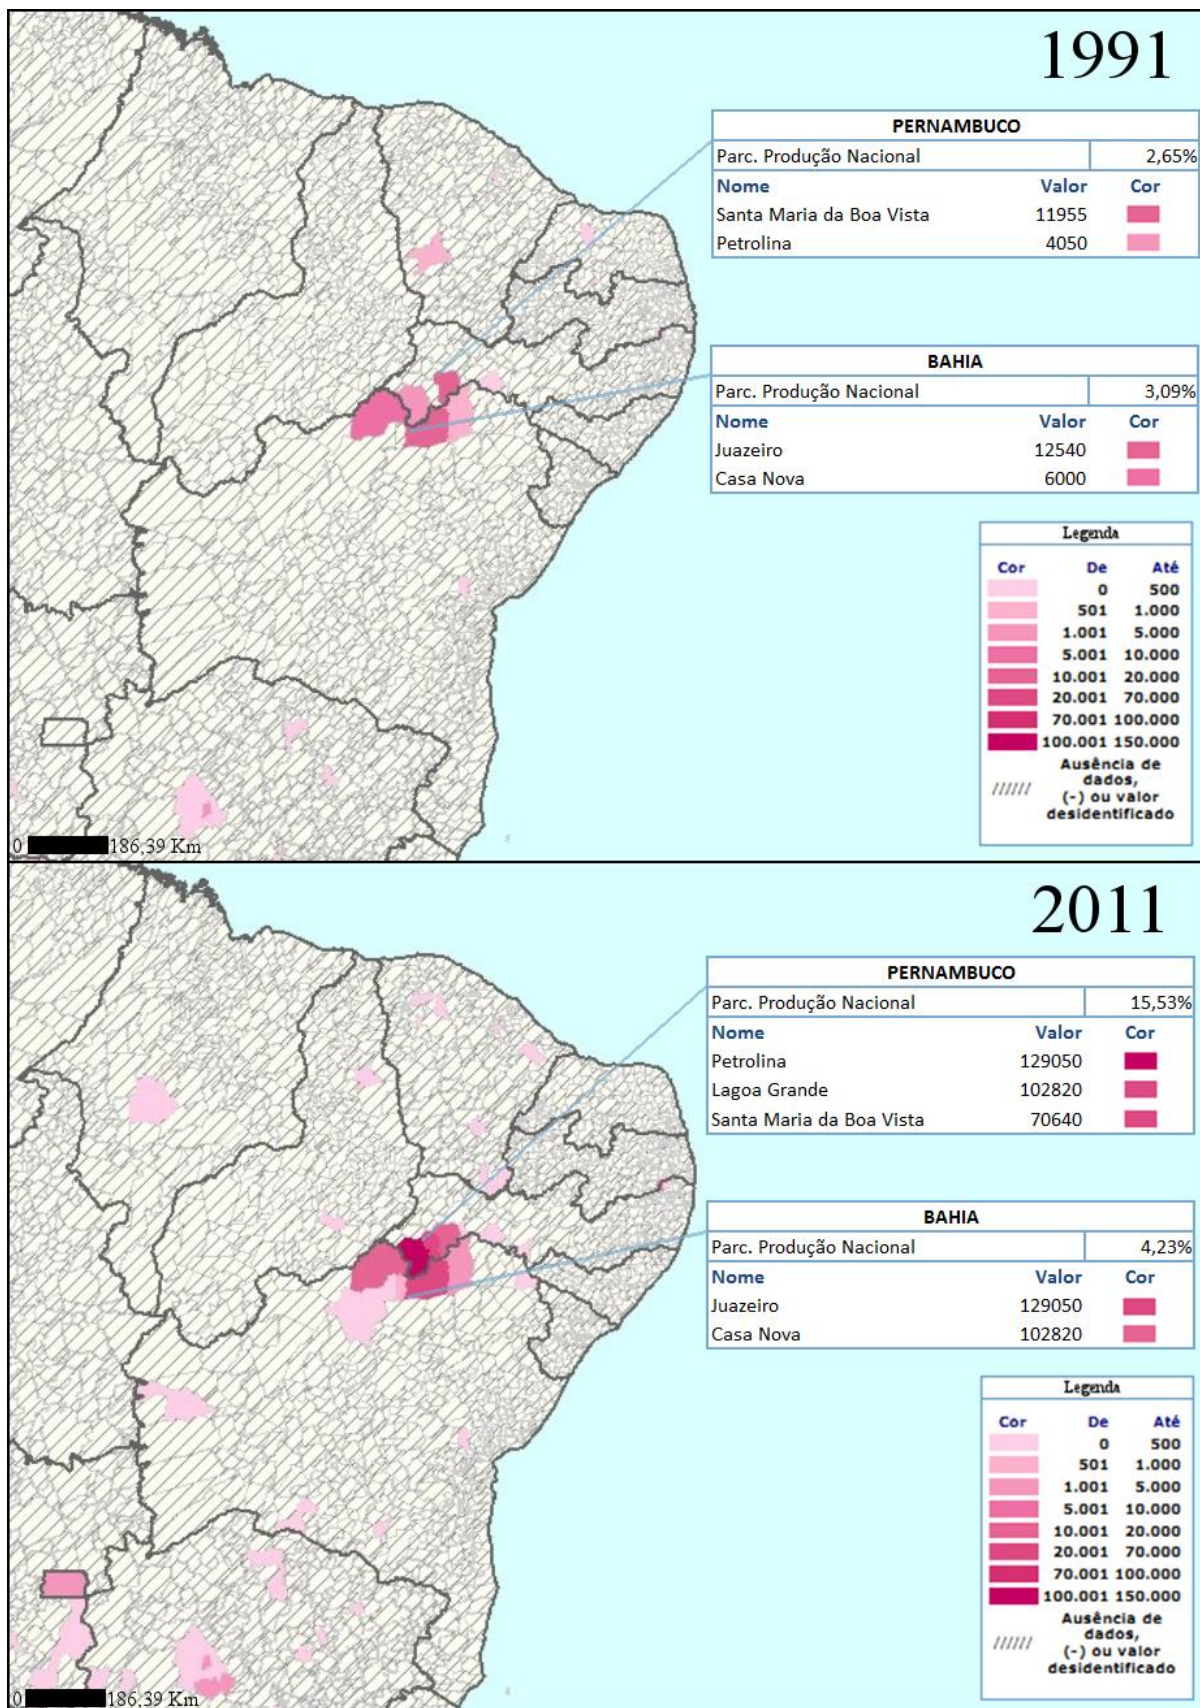 1991
PERNAMBUCO
Parc. Produção Nacional 2,65%
Nome Valor Cor
Santa Maria da Boa Vista 11955
Petrolina 4050
BAHIA
Parc. Produção Nacional 3,09%
Nome Valor Cor
Juazeiro 12540
Casa Nova 6000
Legenda
Cor De Até
0 500
501 1.000
1.001 5.000
5.001 10.000
10.001 20.000
20.001 70.000
70.001 100.000
100.001 150.000
Ausência de
dados,
////// (-) ou valor
desidentificado
0 186,39 Km
2011
PERNAMBUCO
Parc. Produção Nacional 15,53%
Nome Valor Cor
Petrolina 129050
Lagoa Grande 102820
Santa Maria da Boa Vista 70640
BAHIA
Parc. Produção Nacional 4,23%
Nome Valor Cor
Juazeiro 129050
Casa Nova 102820
Legenda
Cor De Até
0 500
501 1.000
1.001 5.000
5.001 10.000
10.001 20.000
20.001 70.000
70.001 100.000
100.001 150.000
Ausência de
dados,
////// (-) ou valor
desidentificado
0 186,39 Km